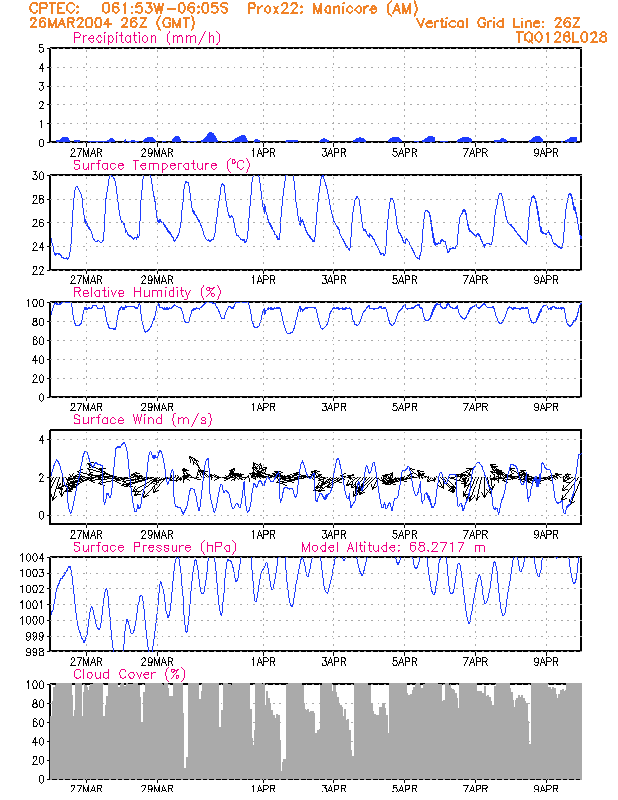 CPTEC: 061:53W-06:05S Prox22: Manicore (AM)
26MAR2004 26Z (GMT) Vertical Grid Line: 26Z
Precipitation (mm/h) TQ0126L028
5
4
3
2
1
0
27MAR 29MAR 1APR 3APR 5APR 7APR 9APR
Surface Temperature (ºC)
30
28
26
24
22
27MAR 29MAR 1APR 3APR 5APR 7APR 9APR
Relative Humidity (%)
100
80
60
40
20
0
27MAR 29MAR 1APR 3APR 5APR 7APR 9APR
Surface Wind (m/s)
4
2
0
27MAR 29MAR 1APR 3APR 5APR 7APR 9APR
Surface Pressure (hPa) Model Altitude: 68.2717 m
1004
1003
1002
1001
1000
999
998
27MAR 29MAR 1APR 3APR 5APR 7APR 9APR
Cloud Cover (%)
100
80
60
40
20
0
27MAR 29MAR 1APR 3APR 5APR 7APR 9APR